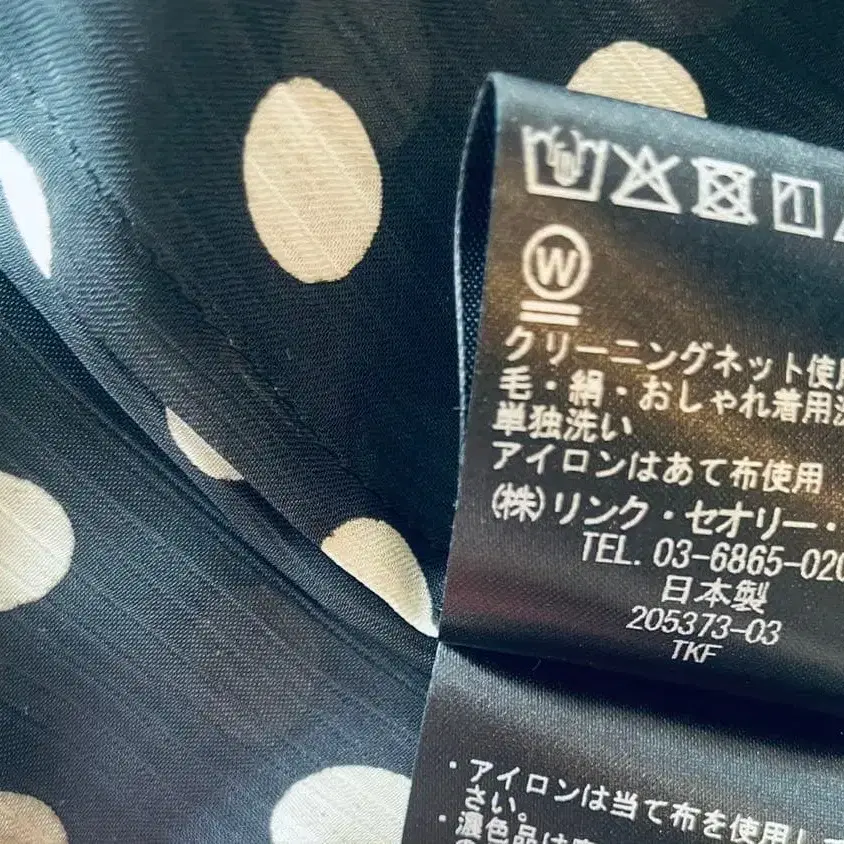 W
クリーニングネット使用
毛・絹・おしゃれ着用洗
単独洗い
アイロンはあて布使用
(株)リンク・セオリー・
TEL. 03-6865-020
日本製
205373-03
TKF
・アイロンは当て布を使用し
さい。
・濃色品は